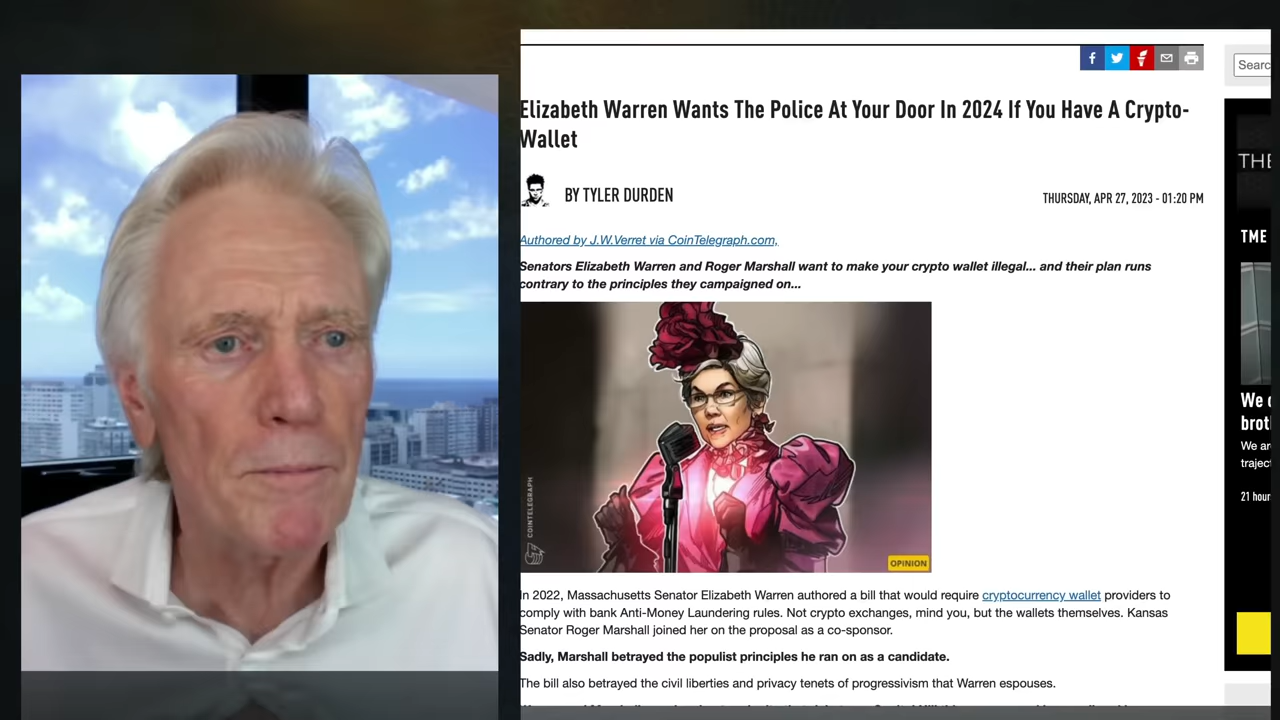 Searc
Elizabeth Warren Wants The Police At Your Door In 2024 If You Have A Crypto-
Wallet
BY TYLER DURDEN
THURSDAY, APR 27, 2023 - 01:20 PM
Authored by J.W.Verret via CoinTelegraph.com,
Senators Elizabeth Warren and Roger Marshall want to make your crypto wallet illegal... and their plan runs
contrary to the principles they campaigned on...
COINTELEGRAPH
OPINION
In 2022, Massachusetts Senator Elizabeth Warren authored a bill that would require cryptocurrency wallet providers to
comply with bank Anti-Money Laundering rules. Not crypto exchanges, mind you, but the wallets themselves. Kansas
Senator Roger Marshall joined her on the proposal as a co-sponsor.
Sadly, Marshall betrayed the populist principles he ran on as a candidate.
The bill also betrayed the civil liberties and privacy tenets of progressivism that Warren espouses.
THE
TME
We
brot
We are
traject
21 hour